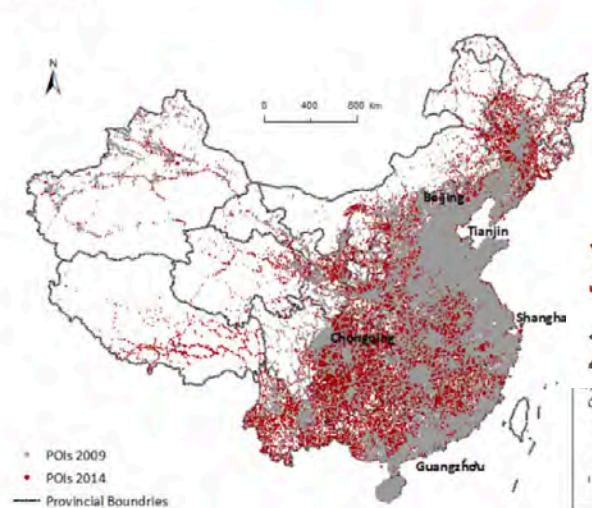 N
0 400 800 Km
Beijing
Tianjin
Shangha
Chongqing
Guangzhou
POIs 2009
POIs 2014
Provincial Boundries